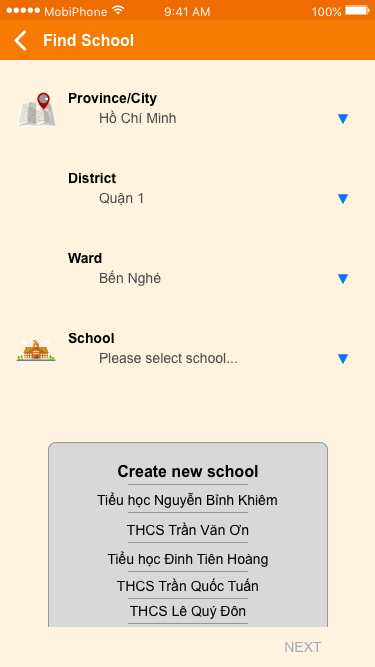 MobiPhone 9:41 AM 100%
Find School
Province/City
Hồ Chí Minh
District
Quận 1
Ward
Bến Nghé
School
Please select school...
Create new school
Tiểu học Nguyễn Bỉnh Khiêm
THCS Trần Văn Ơn
Tiểu học Đinh Tiên Hoàng
THCS Trần Quốc Tuấn
THCS Lê Quý Đôn
NEXT